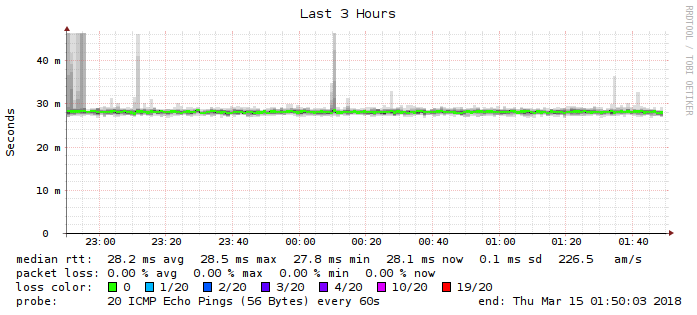 Last 3 Hours
RRDTOOL / TOBI OETIKER
Seconds
40 m
30 m
20 m
10 m
0
23:00 23:20 23:40 00:00 00:20 00:40 01:00 01:20 01:40
median rtt: 28.2 ms avg 28.5 ms max 27.8 ms min 28.1 ms now 0.1 ms sd 226.5 am/s
packet loss: 0.00 % avg 0.00 % max 0.00 % min 0.00 % now
loss color: 0 1/20 2/20 3/20 4/20 10/20 19/20
probe: 20 ICMP Echo Pings (56 Bytes) every 60s end: Thu Mar 15 01:50:03 2018